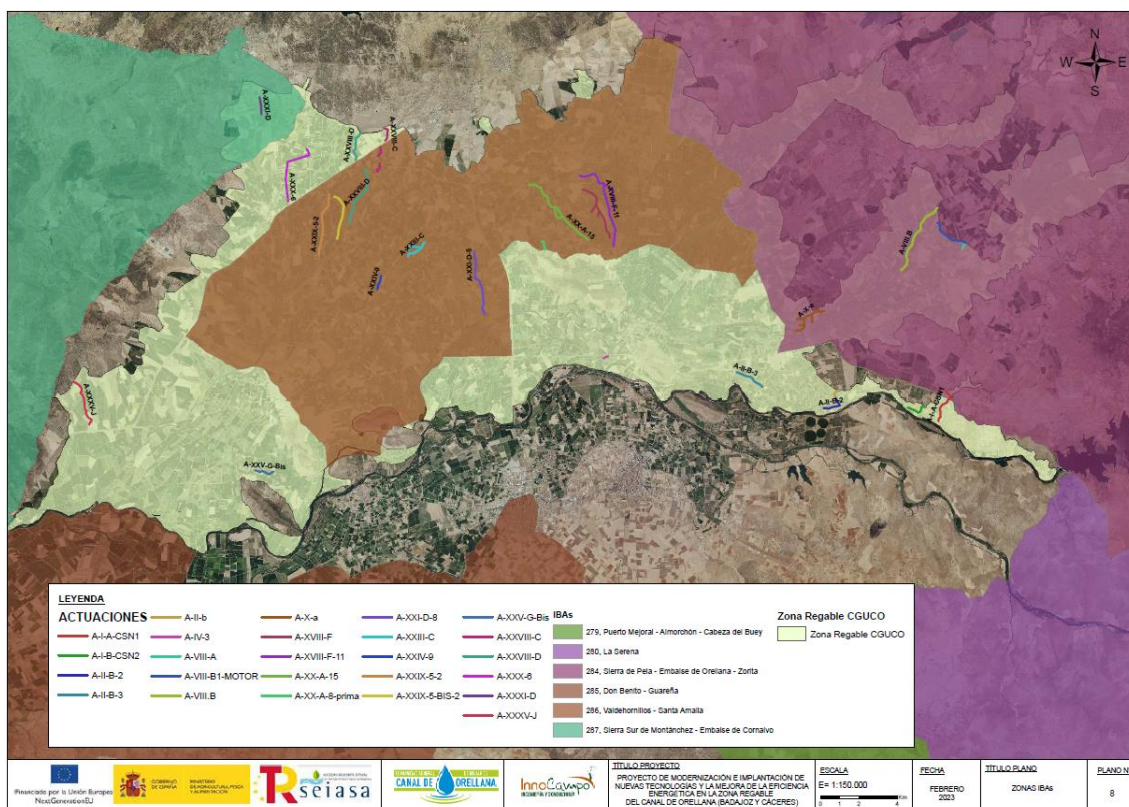 N
W E
S
A-XXXI-D
A-XXVIII-D
A-XXVIII-C
A-XXX-6
A-XXVIII-D
A-XXIX-5-2
A-XXIII-C
A-XXIV-9
A-XXI-D-8
A-XX-A-15
A-XVIII-F-11
A-VIII.B
A-X-a
A-II-B-3
A-II-B-2
A-I-A-CSN1
A-XXXV-J
A-XXV-G-Bis
LEYENDA
ACTUACIONES
A-I-A-CSN1
A-I-B-CSN2
A-II-B-2
A-II-B-3
A-II-b
A-IV-3
A-VIII-A
A-VIII-B1-MOTOR
A-VIII.B
A-X-a
A-XVIII-F
A-XVIII-F-11
A-XX-A-15
A-XX-A-8-prima
A-XXI-D-8
A-XXIII-C
A-XXIV-9
A-XXIX-5-2
A-XXIX-5-BIS-2
A-XXV-G-Bis
A-XXVIII-C
A-XXVIII-D
A-XXX-6
A-XXXI-D
A-XXXV-J
IBAs
279, Puerto Mejoral - Almorchón - Cabeza del Buey
280, La Serena
284, Sierra de Pela - Embalse de Orellana - Zorita
285, Don Benito - Guareña
286, Valdehornillos - Santa Amalia
287, Sierra Sur de Montánchez - Embalse de Cornalvo
Zona Regable CGUCO
Zona Regable CGUCO
Financiado por la Unión Europea
NextGenerationEU
GOBIERNO
DE ESPAÑA
MINISTERIO
DE AGRICULTURA, PESCA
Y ALIMENTACIÓN
TR
seiasa
CANAL DE ORELLANA
InnoCampo
TÍTULO PROYECTO
PROYECTO DE MODERNIZACIÓN E IMPLANTACIÓN DE
NUEVAS TECNOLOGÍAS Y LA MEJORA DE LA EFICIENCIA
ENERGÉTICA EN LA ZONA REGABLE
DEL CANAL DE ORELLANA (BADAJOZ Y CÁCERES)
ESCALA
E= 1:150.000
0 1 2 4
Km
FECHA
FEBRERO
2023
TÍTULO PLANO
ZONAS IBAs
PLANO Nº
8